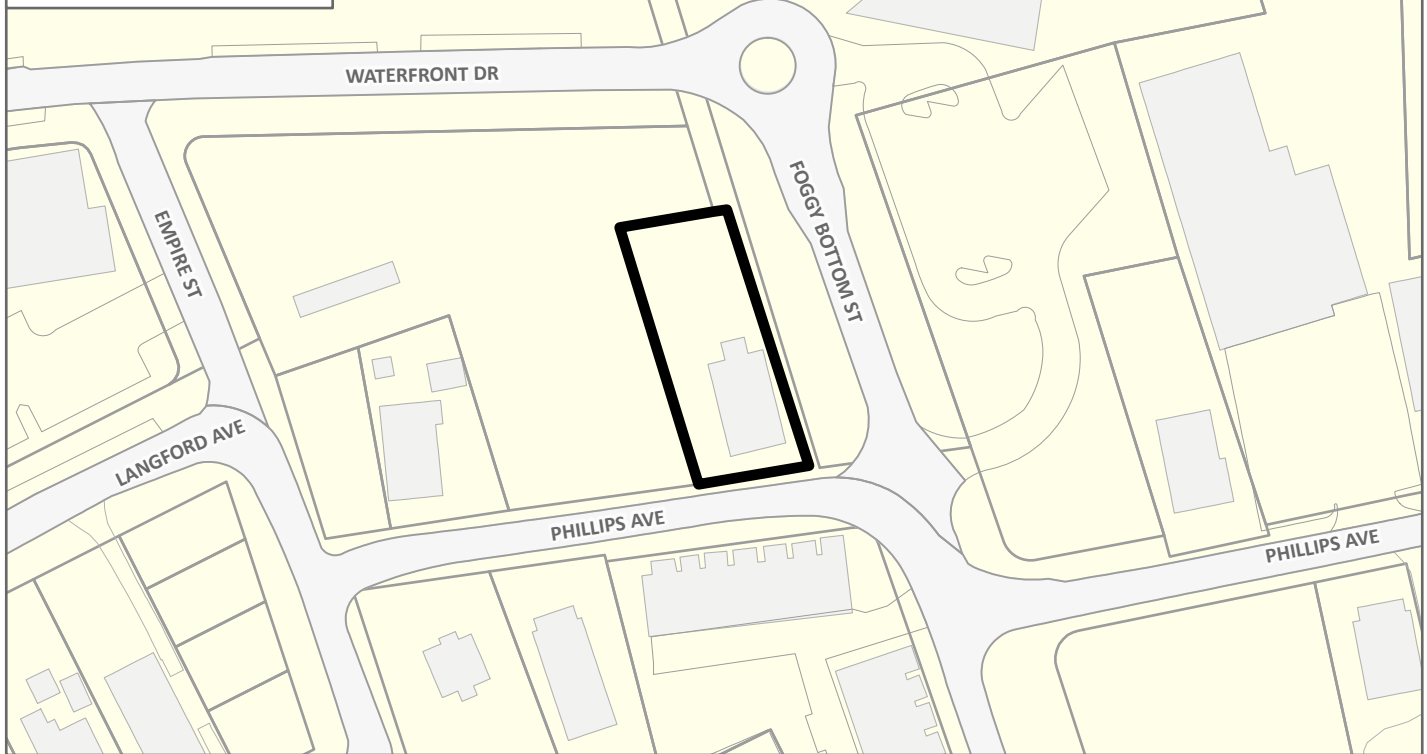 WATERFRONT DR
FOGGY BOTTOM ST
EMPIRE ST
LANGFORD AVE
PHILLIPS AVE
PHILLIPS AVE